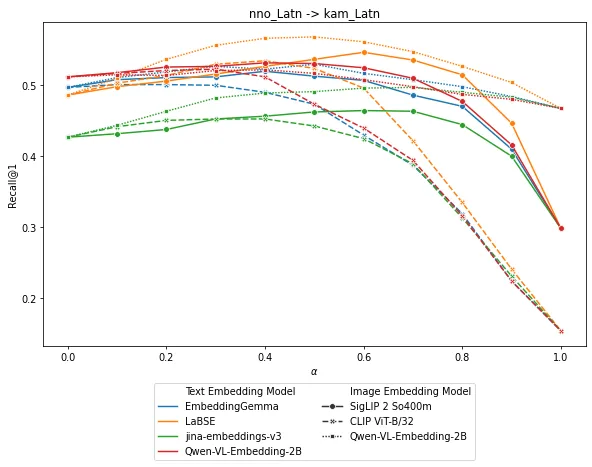 nno_Latn -> kam_Latn
Recall@1
0.5
0.4
0.3
0.2
0.0 0.2 0.4 0.6 0.8 1.0
α
Text Embedding Model Image Embedding Model
EmbeddingGemma SigLIP 2 So400m
LaBSE CLIP ViT-B/32
jina-embeddings-v3 Qwen-VL-Embedding-2B
Qwen-VL-Embedding-2B